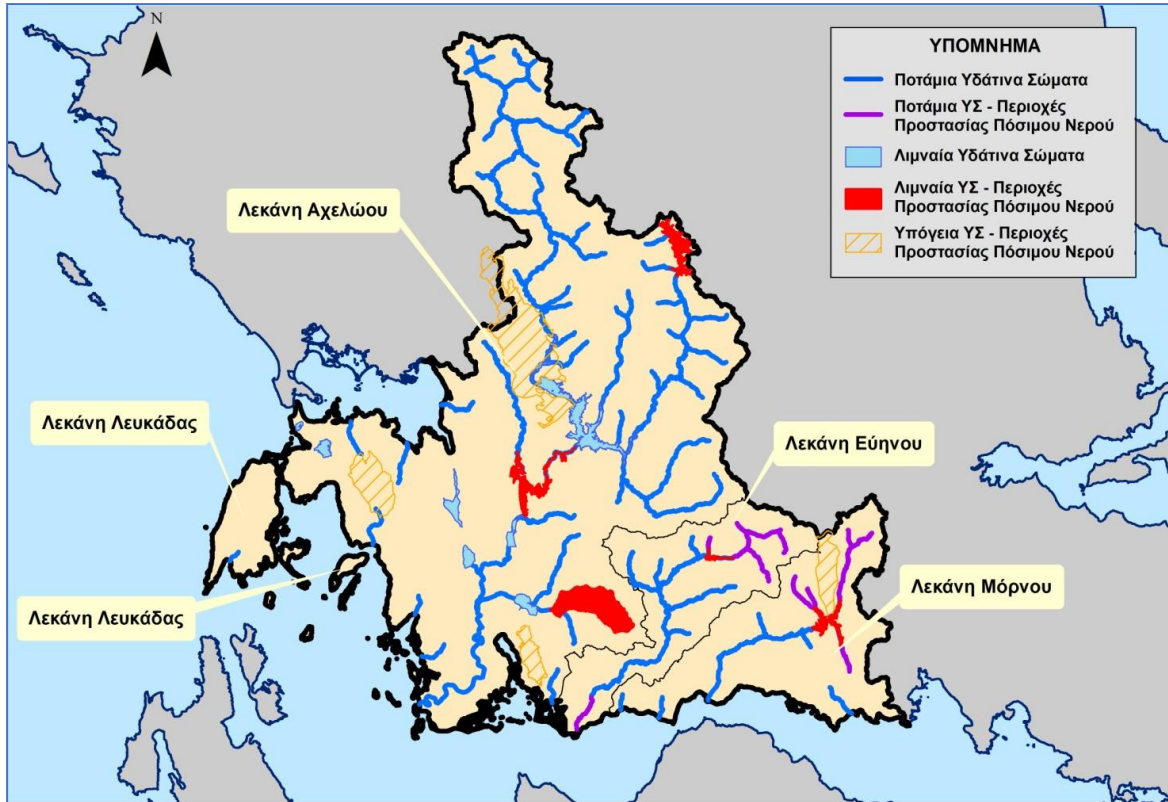 N
ΥΠΟΜΝΗΜΑ
Ποτάμια Υδάτινα Σώματα
Ποτάμια ΥΣ - Περιοχές
Προστασίας Πόσιμου Νερού
Λιμναία Υδάτινα Σώματα
Λιμναία ΥΣ - Περιοχές
Προστασίας Πόσιμου Νερού
Υπόγεια ΥΣ - Περιοχές
Προστασίας Πόσιμου Νερού
Λεκάνη Αχελώου
Λεκάνη Λευκάδας
Λεκάνη Εύηνου
Λεκάνη Μόρνου
Λεκάνη Λευκάδας